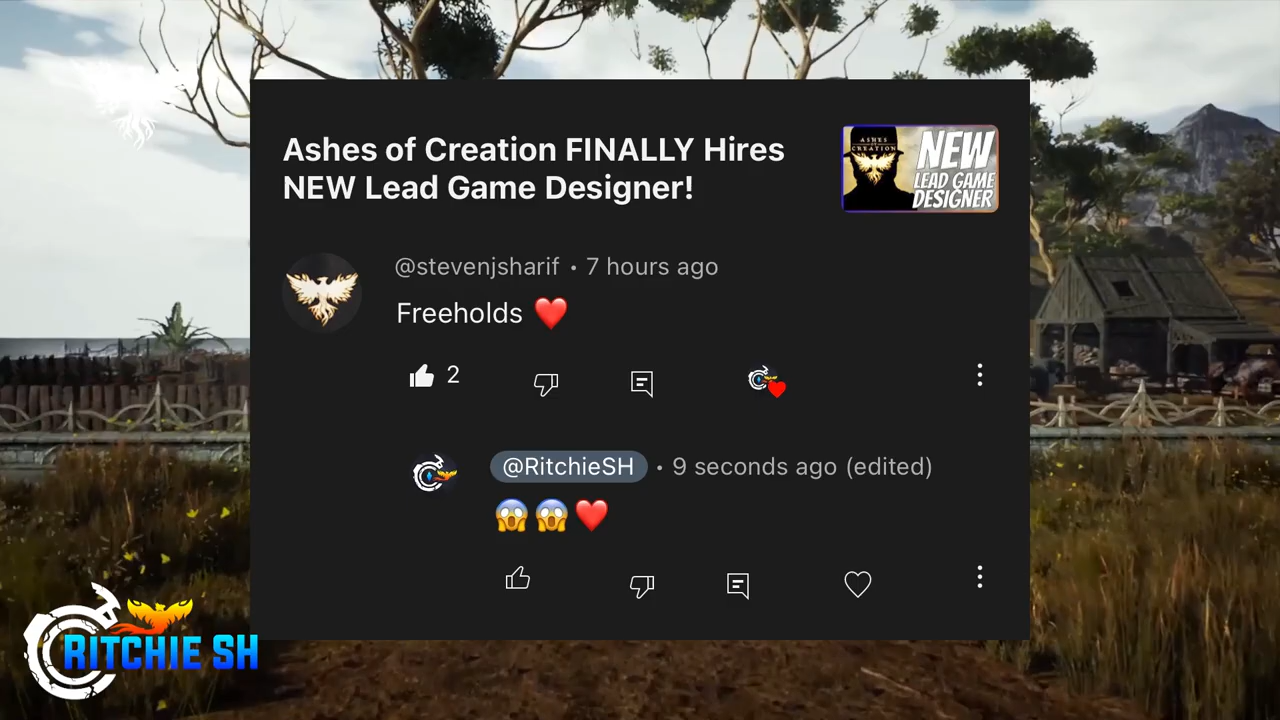 Ashes of Creation FINALLY Hires
NEW Lead Game Designer!
ASHES
OF
CREATION
NEW
LEAD GAME
DESIGNER
@stevenjsharif • 7 hours ago
Freeholds ❤️
2
@RitchieSH • 9 seconds ago (edited)
😱😱❤️
RITCHIE SH